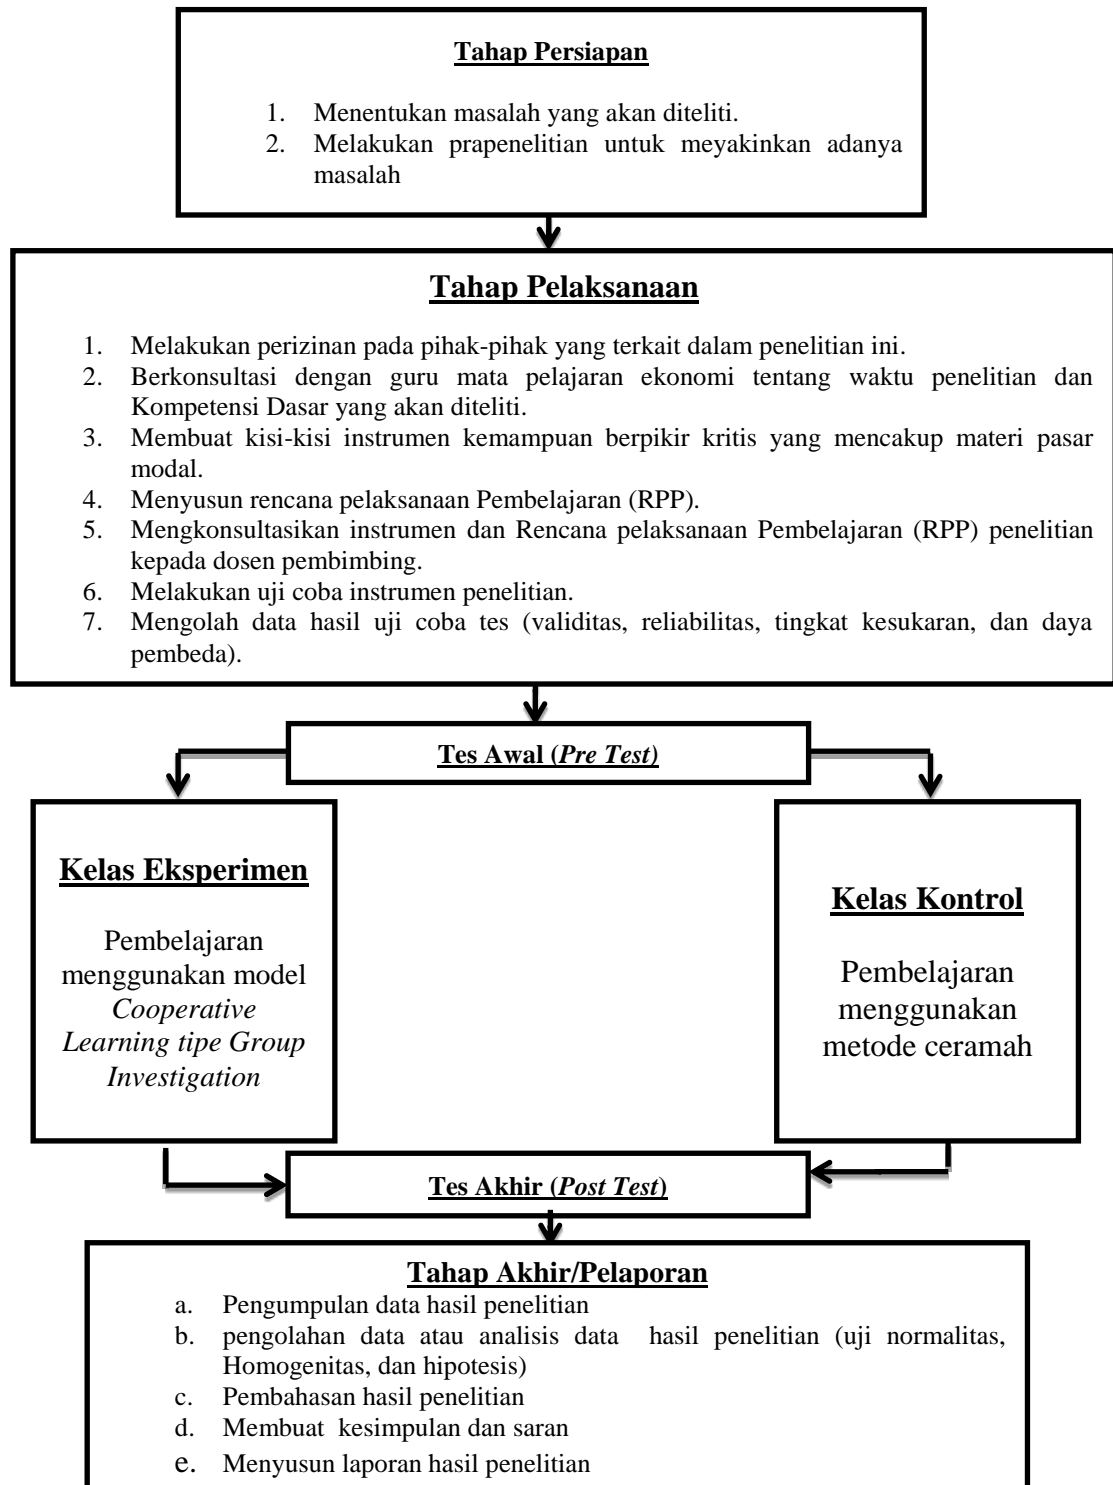 Tahap Persiapan
1. Menentukan masalah yang akan diteliti.
2. Melakukan prapenelitian untuk meyakinkan adanya
masalah
Tahap Pelaksanaan
1. Melakukan perizinan pada pihak-pihak yang terkait dalam penelitian ini.
2. Berkonsultasi dengan guru mata pelajaran ekonomi tentang waktu penelitian dan
Kompetensi Dasar yang akan diteliti.
3. Membuat kisi-kisi instrumen kemampuan berpikir kritis yang mencakup materi pasar
modal.
4. Menyusun rencana pelaksanaan Pembelajaran (RPP).
5. Mengkonsultasikan instrumen dan Rencana pelaksanaan Pembelajaran (RPP) penelitian
kepada dosen pembimbing.
6. Melakukan uji coba instrumen penelitian.
7. Mengolah data hasil uji coba tes (validitas, reliabilitas, tingkat kesukaran, dan daya
pembeda).
Tes Awal (Pre Test)
Kelas Eksperimen
Pembelajaran
menggunakan model
Cooperative
Learning tipe Group
Investigation
Kelas Kontrol
Pembelajaran
menggunakan
metode ceramah
Tes Akhir (Post Test)
Tahap Akhir/Pelaporan
a. Pengumpulan data hasil penelitian
b. pengolahan data atau analisis data hasil penelitian (uji normalitas,
Homogenitas, dan hipotesis)
c. Pembahasan hasil penelitian
d. Membuat kesimpulan dan saran
e. Menyusun laporan hasil penelitian